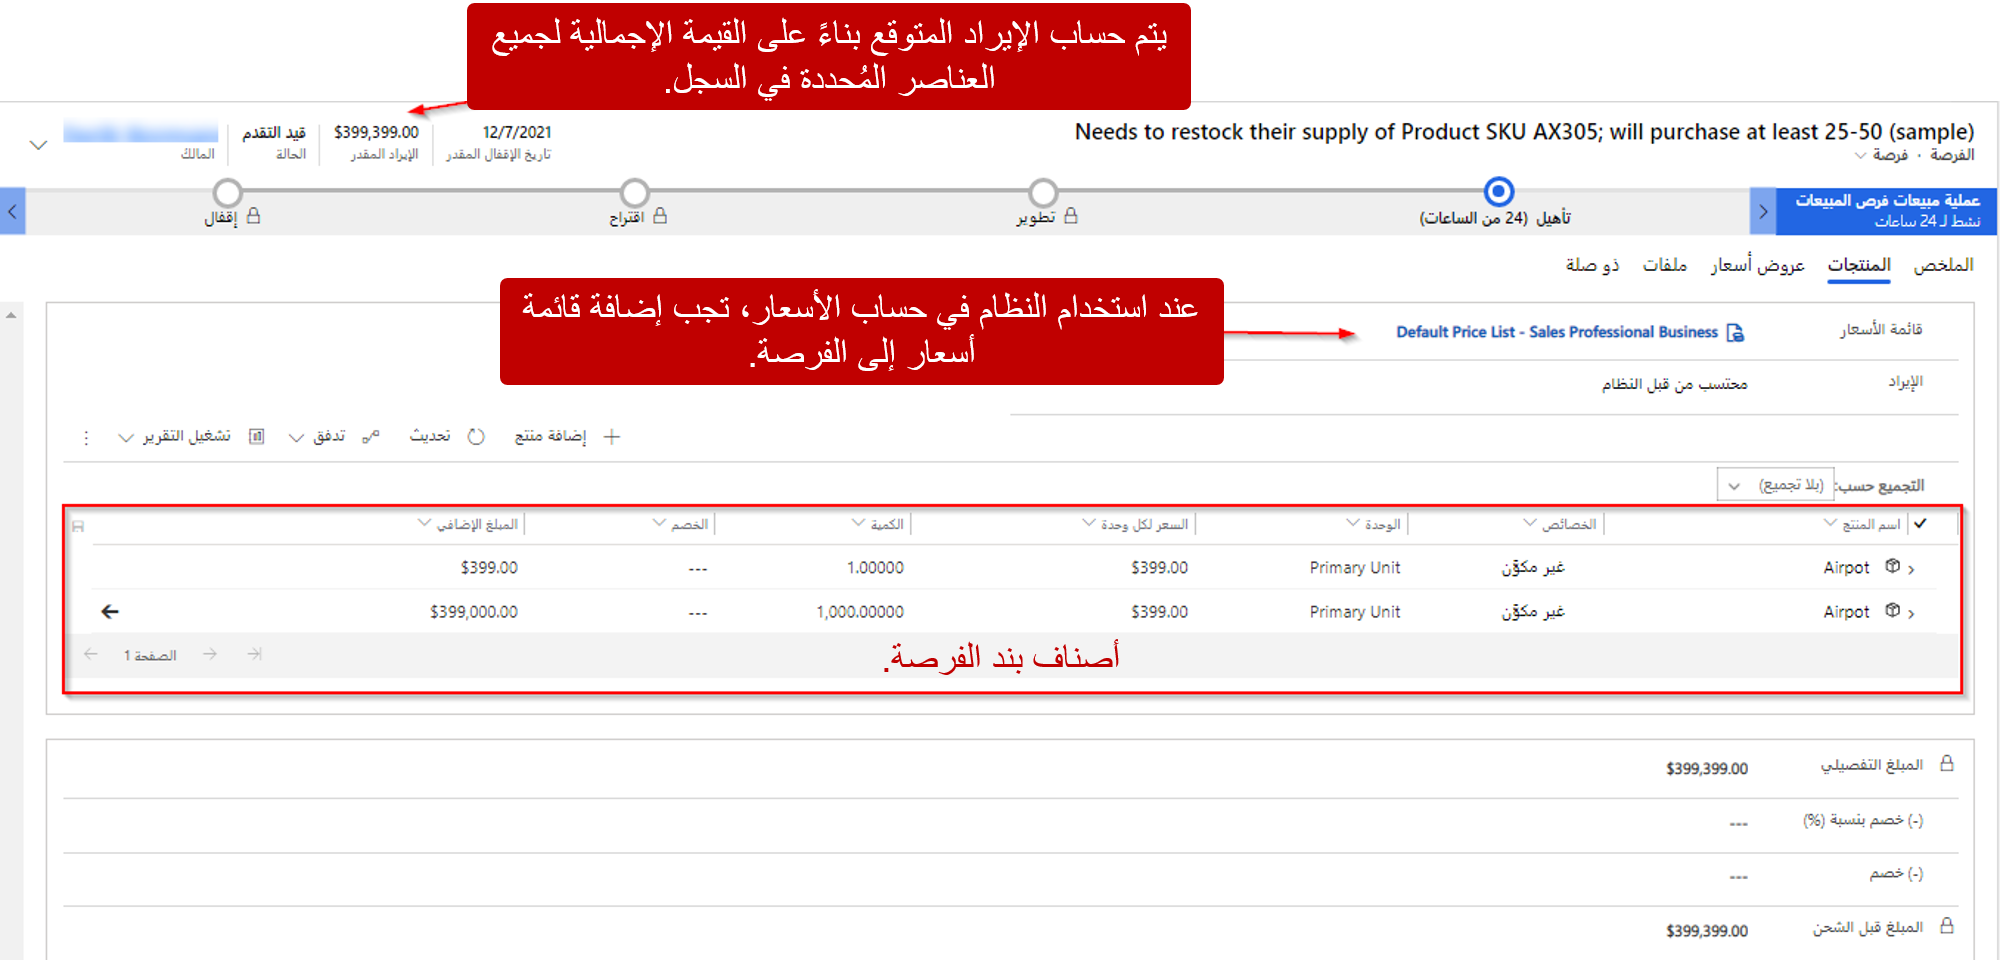 يتم حساب الإيراد المتوقع بناءً على القيمة الإجمالية لجميع
العناصر المُحددة في السجل.
Needs to restock their supply of Product SKU AX305; will purchase at least 25-50 (sample)
الفرصة · فرصة
12/7/2021
تاريخ الإقفال المقدر
$399,399.00
الإيراد المقدر
قيد التقدم
الحالة
المالك
عملية مبيعات فرص المبيعات
نشط لـ 24 ساعات
تأهيل (24 من الساعات)
تطوير
اقتراح
إقفال
الملخص المنتجات عروض أسعار ملفات ذو صلة
عند استخدام النظام في حساب الأسعار، تجب إضافة قائمة
أسعار إلى الفرصة.
قائمة الأسعار Default Price List - Sales Professional Business
الإيراد محتسب من قبل النظام
إضافة منتج تحديث تدفق تشغيل التقرير
التجميع حسب: (بلا تجميع)
اسم المنتج الخصائص الوحدة السعر لكل وحدة الكمية الخصم المبلغ الإضافي
Airpot غير مكوّن Primary Unit $399.00 1.00000 --- $399.00
Airpot غير مكوّن Primary Unit $399.00 1,000.00000 --- $399,000.00
أصناف بند الفرصة.
الصفحة 1
المبلغ التفصيلي $399,399.00
(-) خصم بنسبة (%) ---
(-) خصم ---
المبلغ قبل الشحن $399,399.00